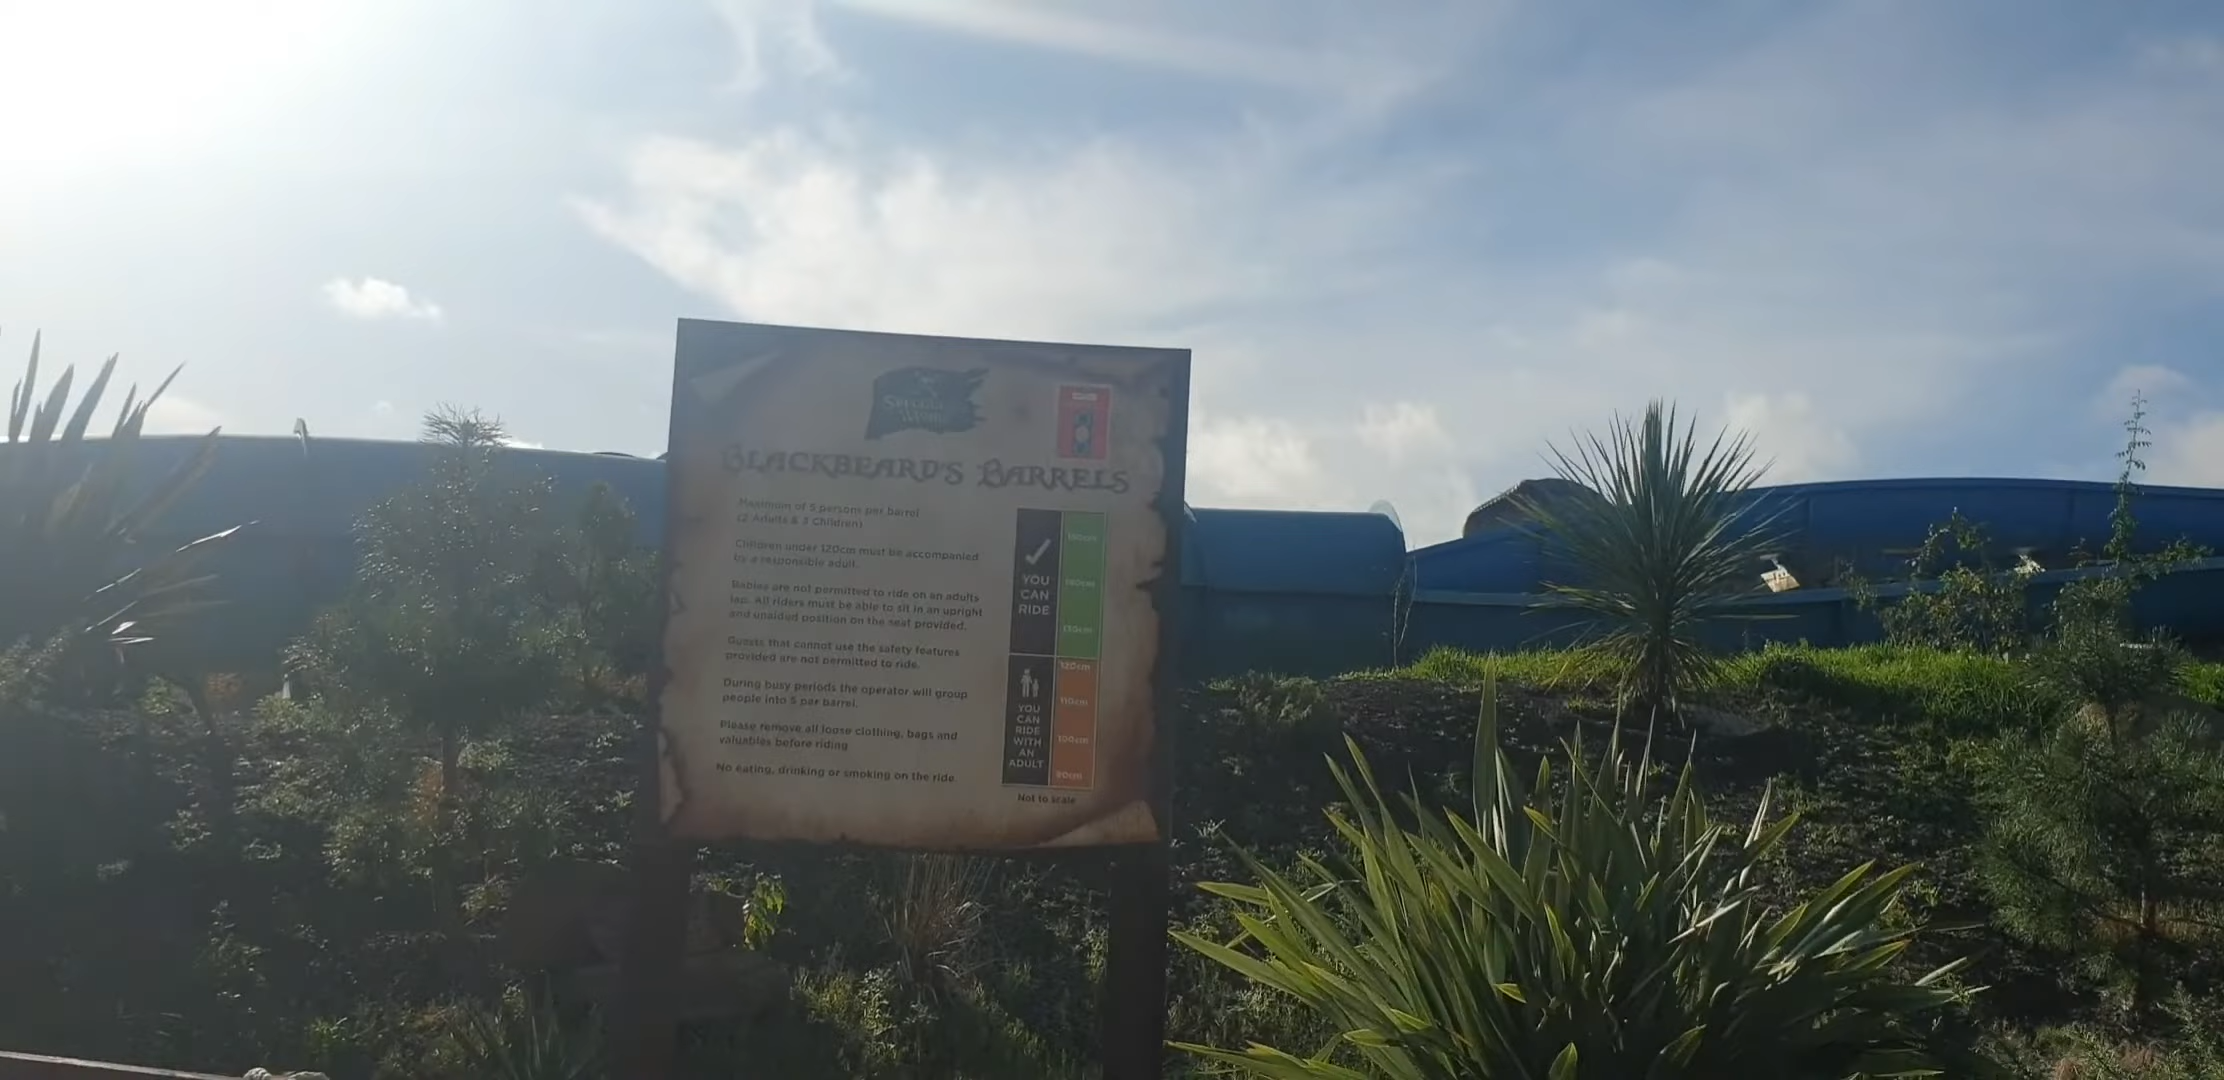 BLACKBEARD'S BARRELS
Maximum of 5 persons per barrel
(2 Adults & 3 Children)
Children under 120cm must be accompanied
by a responsible adult.
Babies are not permitted to ride on an adults
lap. All riders must be able to sit in an upright
and unaided position on the seat provided.
Guests that cannot use the safety features
provided are not permitted to ride.
During busy periods the operator will group
people into 5 per barrel.
Please remove all loose clothing, bags and
valuables before riding
No eating, drinking or smoking on the ride.
YOU
CAN
RIDE
130cm
120cm
YOU
CAN
RIDE
WITH
AN
ADULT
110cm
100cm
90cm
Not to scale